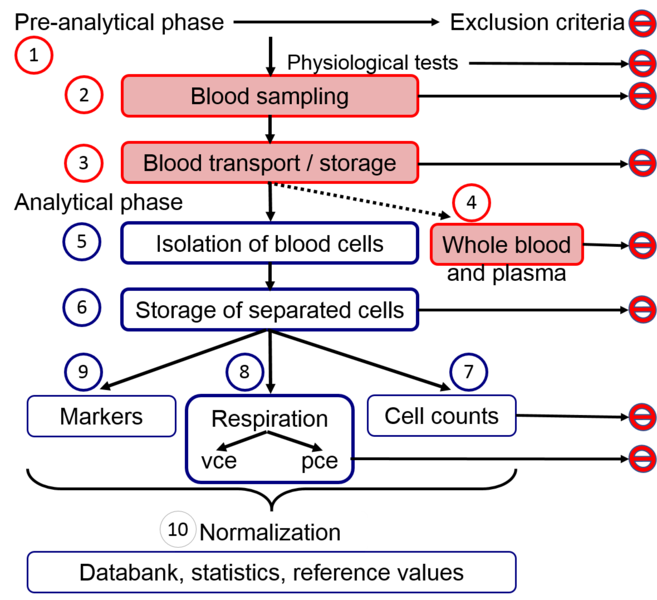 Pre-analytical phase
Exclusion criteria
1
Physiological tests
2
Blood sampling
3
Blood transport / storage
Analytical phase
4
5
Isolation of blood cells
Whole blood
and plasma
6
Storage of separated cells
9
8
7
Markers
Respiration
Cell counts
vce
pce
10
Normalization
Databank, statistics, reference values